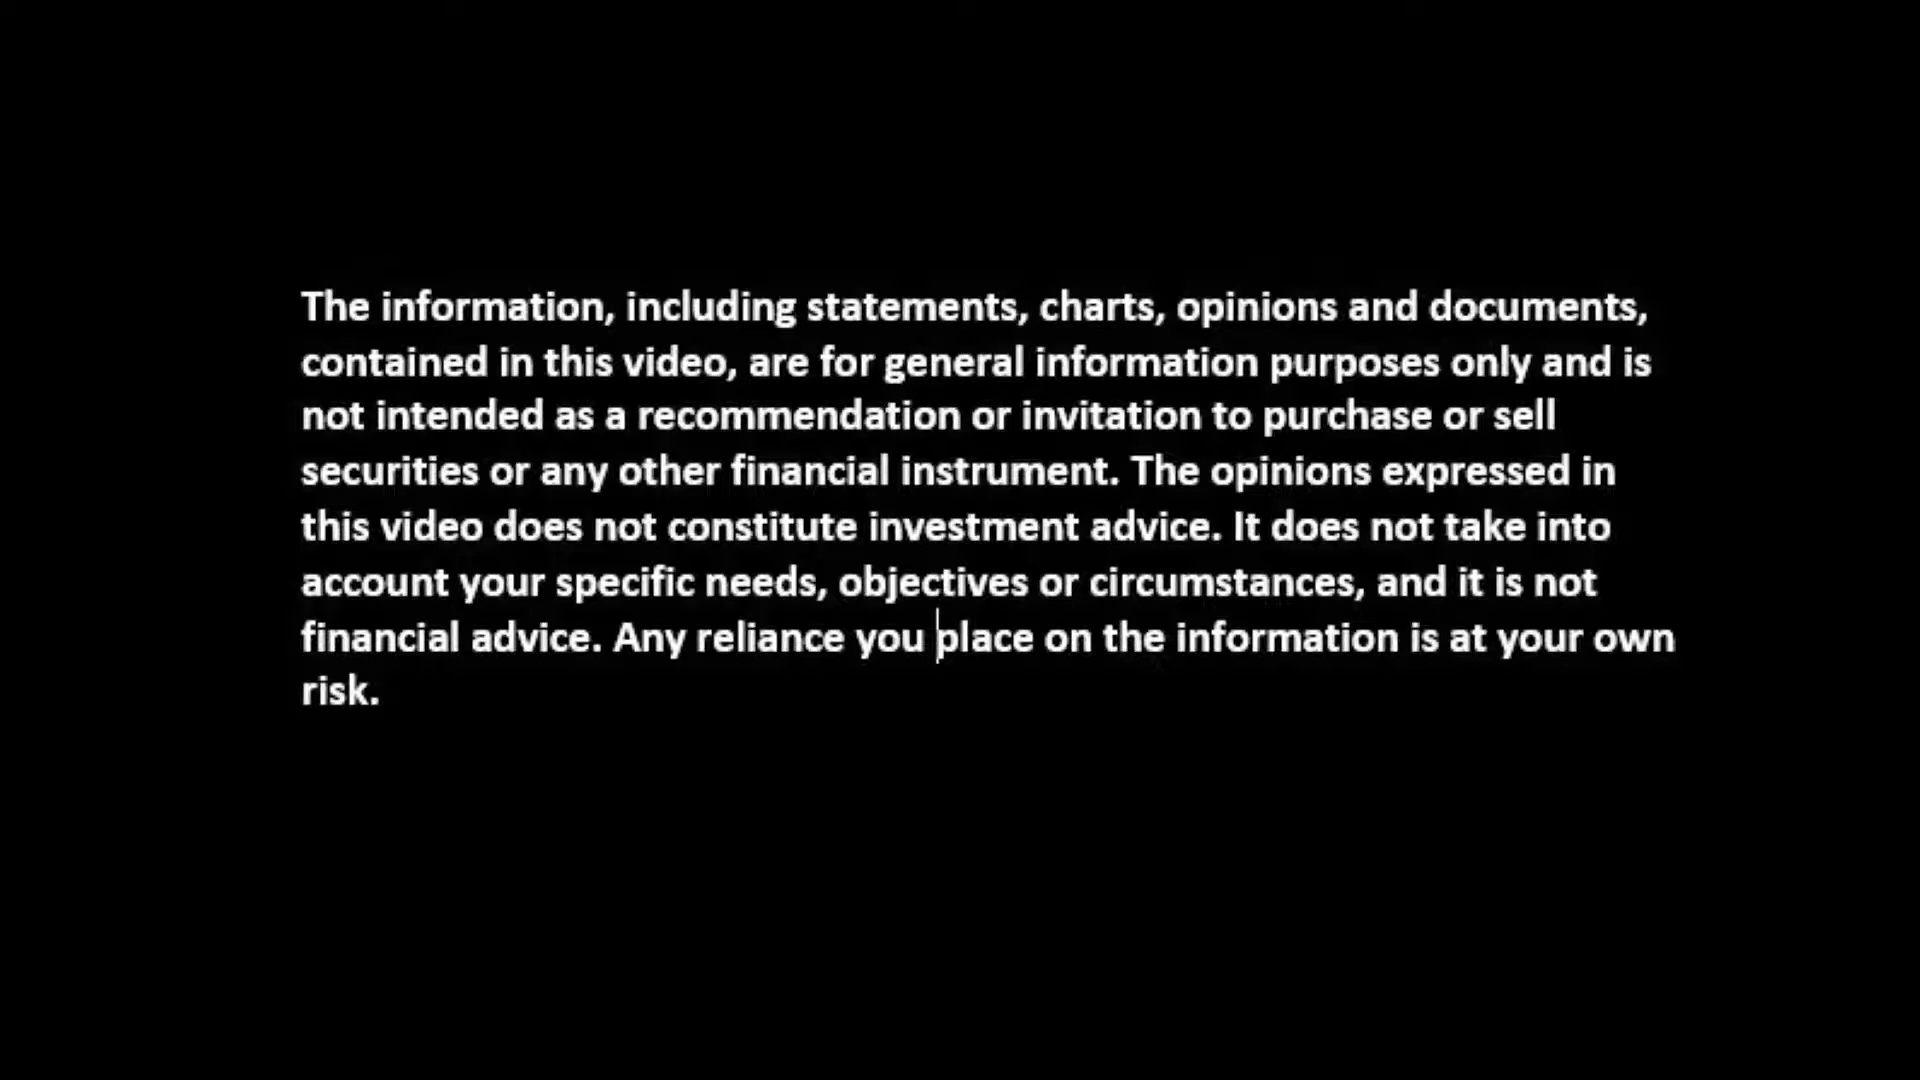 The information, including statements, charts, opinions and documents,
contained in this video, are for general information purposes only and is
not intended as a recommendation or invitation to purchase or sell
securities or any other financial instrument. The opinions expressed in
this video does not constitute investment advice. It does not take into
account your specific needs, objectives or circumstances, and it is not
financial advice. Any reliance you place on the information is at your own
risk.